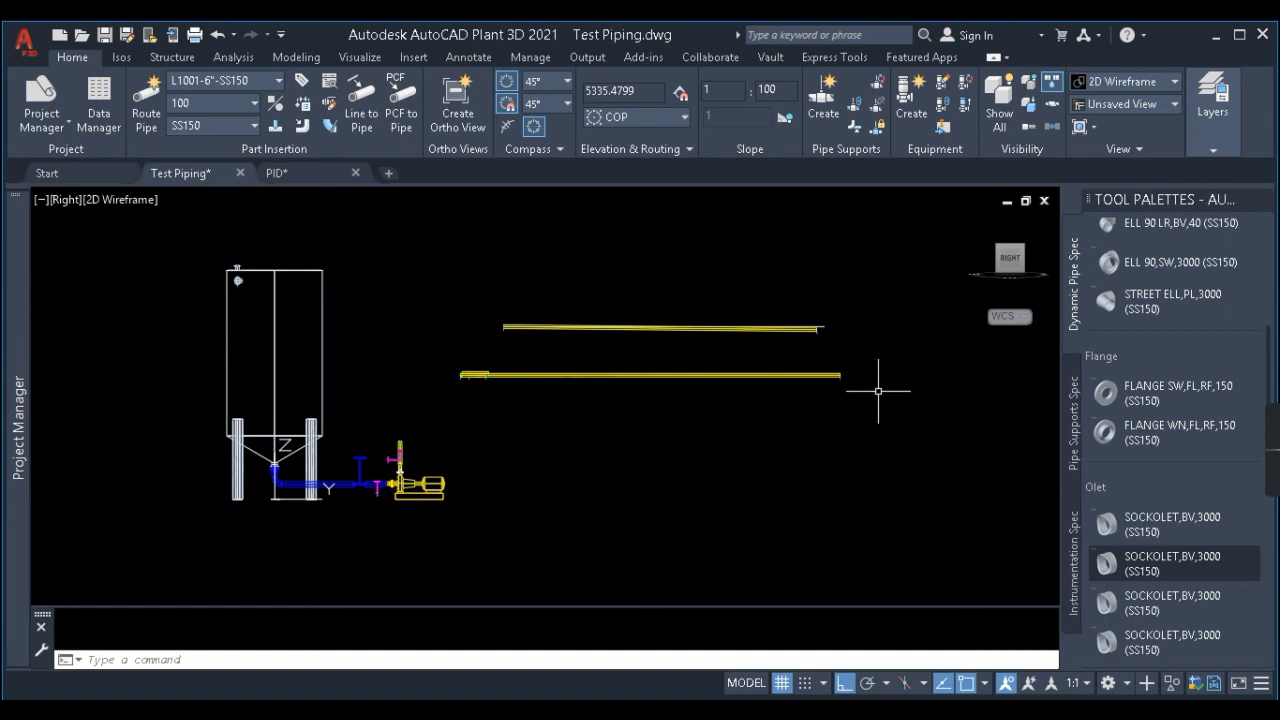 Autodesk AutoCAD Plant 3D 2021 Test Piping.dwg
Type a keyword or phrase
Sign In
P3D
Home Isos Structure Analysis Modeling Visualize Insert Annotate Manage Output Add-ins Collaborate Vault Express Tools Featured Apps
Project
Manager
Data
Manager
Project
Route
Pipe
L1001-6"-SS150
100
SS150
Line to
Pipe
PCF
PCF to
Pipe
Part Insertion
Create
Ortho View
Ortho Views
45°
45°
Compass
5335.4799
COP
Elevation & Routing
1 : 100
1
Slope
Create
Pipe Supports
Create
Equipment
Show
All
Visibility
2D Wireframe
Unsaved View
View
Layers
Start
Test Piping*
PID*
[−][Right][2D Wireframe]
RIGHT
WCS
Z
Y
Project Manager
TOOL PALETTES - AU...
Dynamic Pipe Spec
Pipe Supports Spec
Instrumentation Spec
ELL 90 LR,BV,40 (SS150)
ELL 90,SW,3000 (SS150)
STREET ELL,PL,3000
(SS150)
Flange
FLANGE SW,FL,RF,150
(SS150)
FLANGE WN,FL,RF,150
(SS150)
Olet
SOCKOLET,BV,3000
(SS150)
SOCKOLET,BV,3000
(SS150)
SOCKOLET,BV,3000
(SS150)
SOCKOLET,BV,3000
(SS150)
Type a command
MODEL
1:1